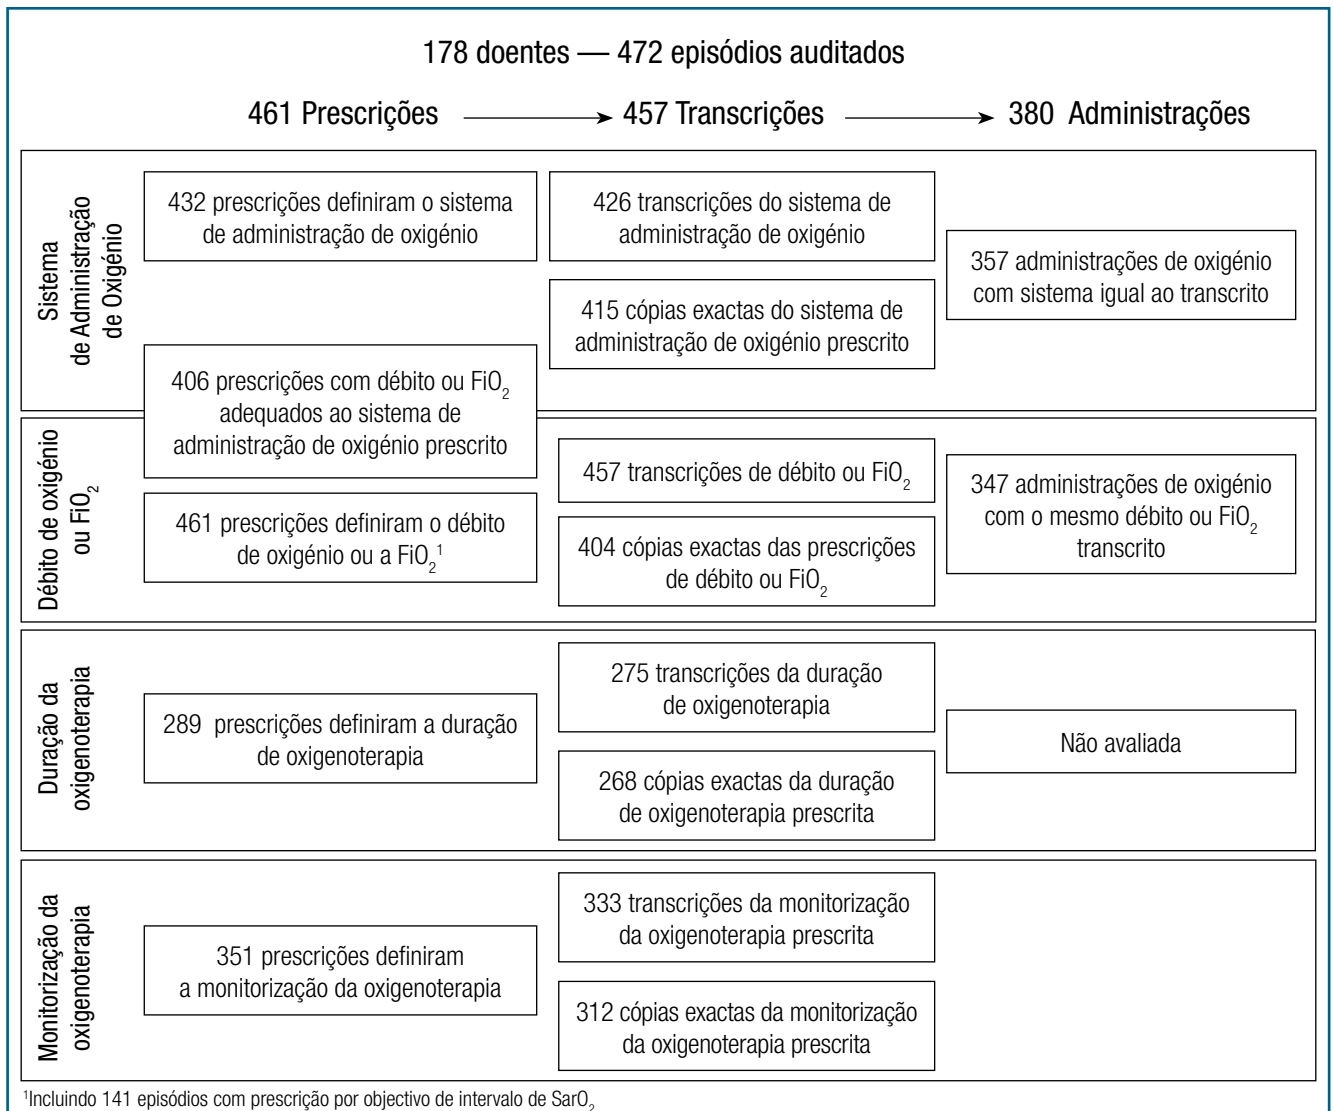 178 doentes — 472 episódios auditados
461 Prescrições
457 Transcrições
380 Administrações
Sistema
de Administração
de Oxigénio
432 prescrições definiram o sistema
de administração de oxigénio
426 transcrições do sistema de
administração de oxigénio
415 cópias exactas do sistema de
administração de oxigénio prescrito
357 administrações de oxigénio
com sistema igual ao transcrito
406 prescrições com débito ou FiO2
adequados ao sistema de
administração de oxigénio prescrito
Débito de oxigénio
ou FiO2
461 prescrições definiram o débito
de oxigénio ou a FiO2¹
457 transcrições de débito ou FiO2
404 cópias exactas das prescrições
de débito ou FiO2
347 administrações de oxigénio
com o mesmo débito ou FiO2
transcrito
Duração da
oxigenoterapia
289 prescrições definiram a duração
de oxigenoterapia
275 transcrições da duração
de oxigenoterapia
268 cópias exactas da duração
de oxigenoterapia prescrita
Não avaliada
Monitorização da
oxigenoterapia
351 prescrições definiram
a monitorização da oxigenoterapia
333 transcrições da monitorização
da oxigenoterapia prescrita
312 cópias exactas da monitorização
da oxigenoterapia prescrita
¹Incluindo 141 episódios com prescrição por objectivo de intervalo de SarO2